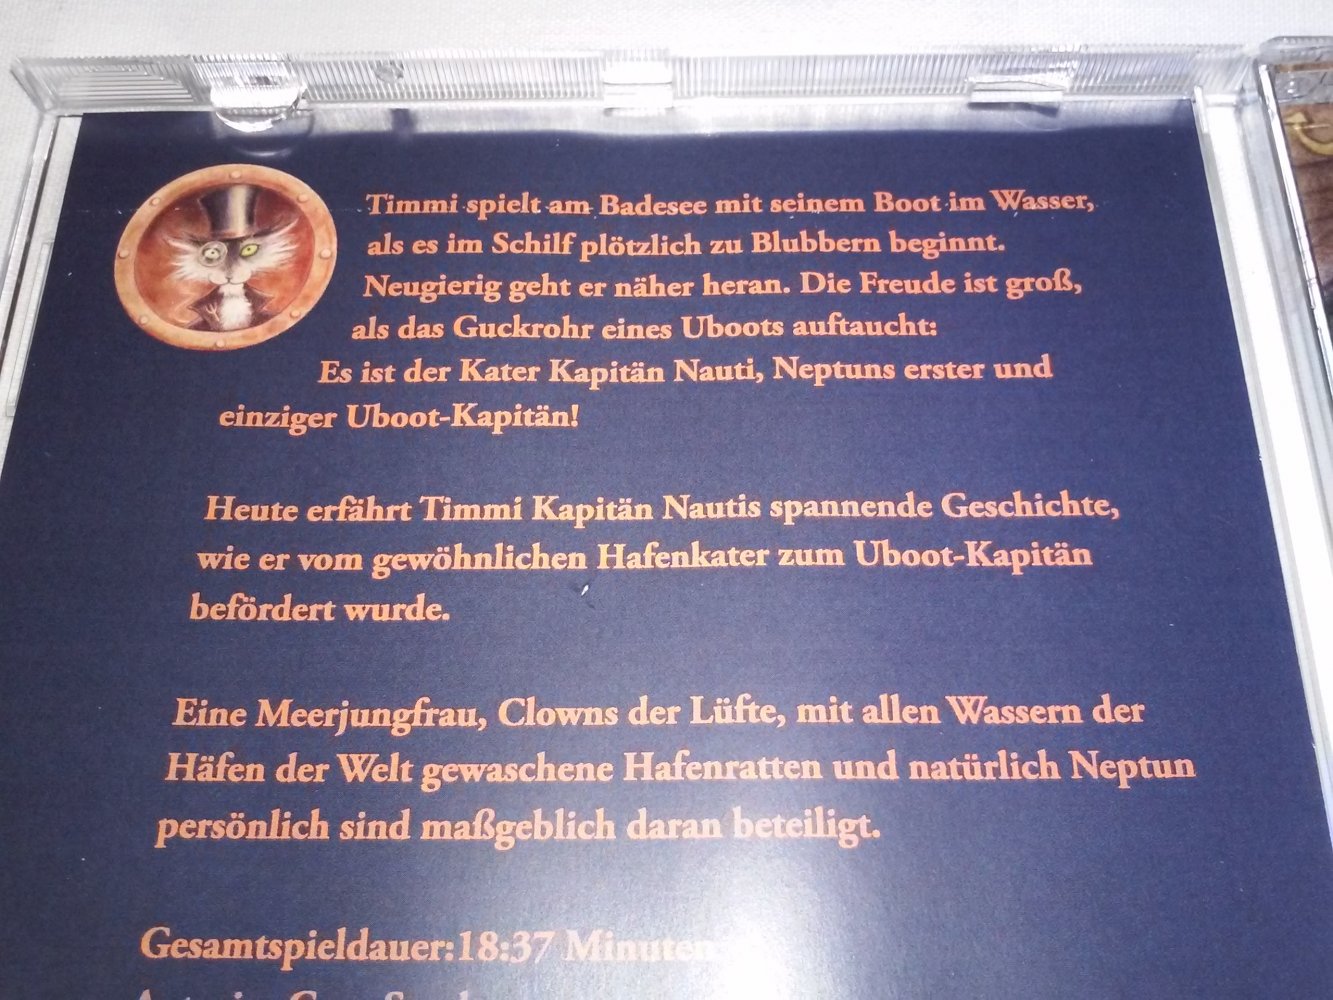 Timmi spielt am Badesee mit seinem Boot im Wasser,
als es im Schilf plötzlich zu Blubbern beginnt.
Neugierig geht er näher heran. Die Freude ist groß,
als das Guckrohr eines Uboots auftaucht:
Es ist der Kater Kapitän Nauti, Neptuns erster und
einziger Uboot-Kapitän!
Heute erfährt Timmi Kapitän Nautis spannende Geschichte,
wie er vom gewöhnlichen Hafenkater zum Uboot-Kapitän
befördert wurde.
Eine Meerjungfrau, Clowns der Lüfte, mit allen Wassern der
Häfen der Welt gewaschene Hafenratten und natürlich Neptun
persönlich sind maßgeblich daran beteiligt.
Gesamtspieldauer:18:37 Minuten